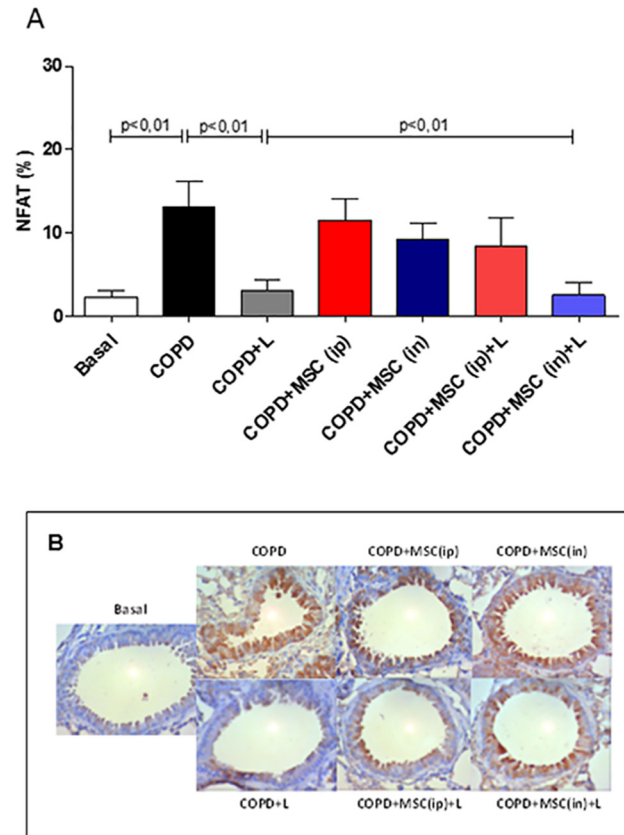 A
30
20
10
0
NFAT (%)
p<0,01 p<0,01 p<0,01
Basal
COPD
COPD+L
COPD+MSC (ip)
COPD+MSC (in)
COPD+MSC (ip)+L
COPD+MSC (in)+L
B
COPD COPD+MSC(ip) COPD+MSC(in)
Basal
COPD+L COPD+MSC(ip)+L COPD+MSC(in)+L